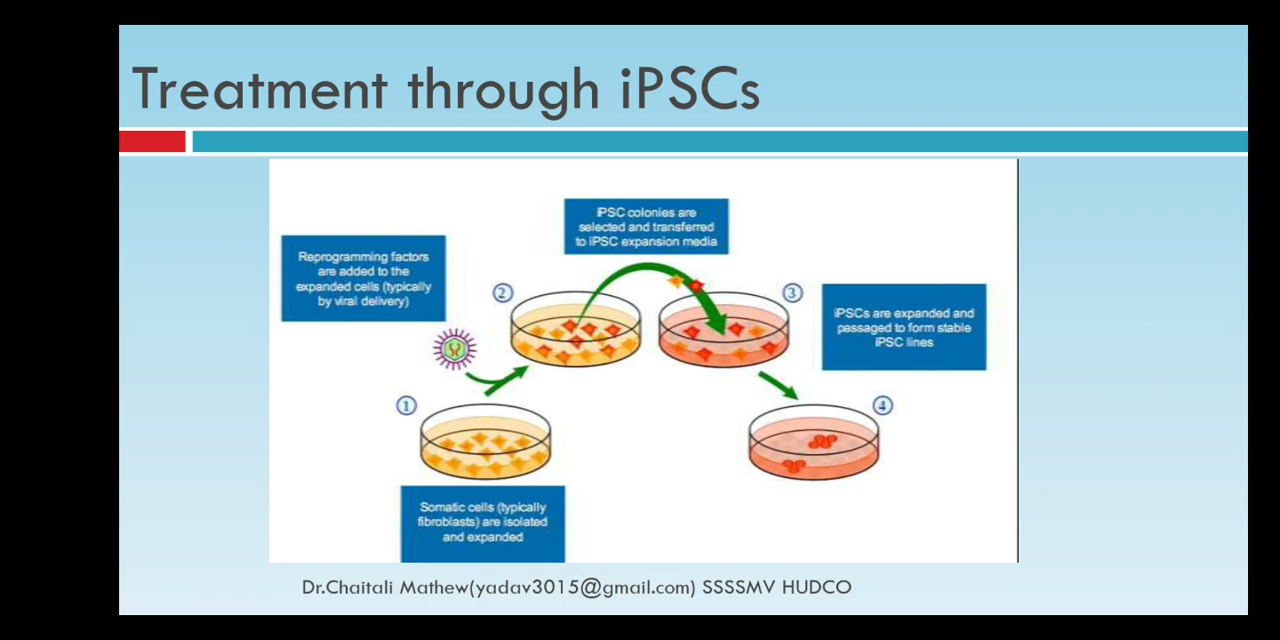 Treatment through iPSCs
iPSC colonies are
selected and transferred
to iPSC expansion media
Reprogramming factors
are added to the
expanded cells (typically
by viral delivery)
2
3
iPSCs are expanded and
passaged to form stable
iPSC lines
1
4
Somatic cells (typically
fibroblasts) are isolated
and expanded
Dr.Chaitali Mathew(yadav3015@gmail.com) SSSSMV HUDCO